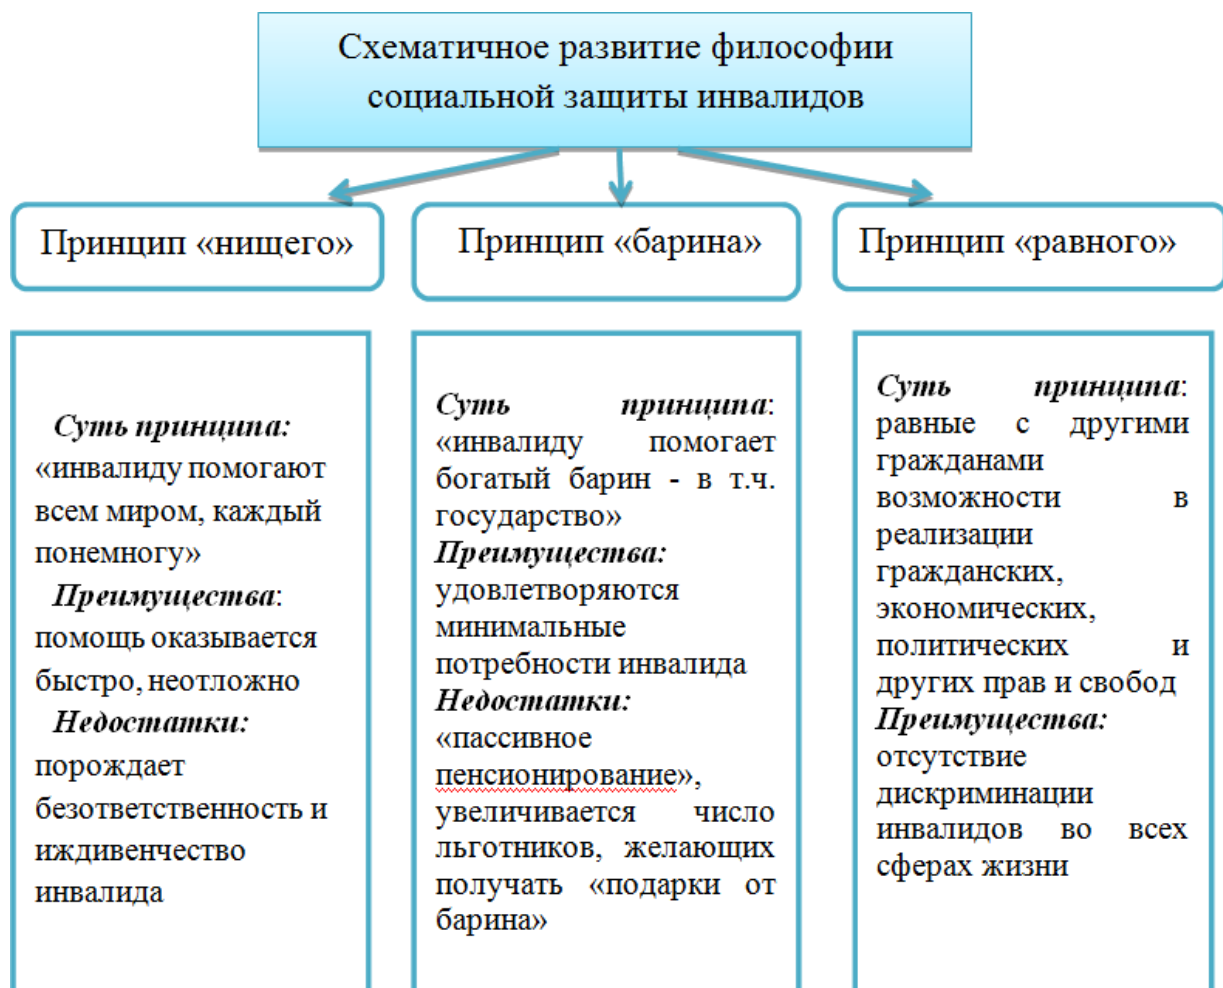 Схематичное развитие философии
социальной защиты инвалидов
Принцип «нищего»
Принцип «барина»
Принцип «равного»
Суть принципа:
«инвалиду помогают
всем миром, каждый
понемногу»
Преимущества:
помощь оказывается
быстро, неотложно
Недостатки:
порождает
безответственность и
иждивенчество
инвалида
Суть принципа:
«инвалиду помогает
богатый барин - в т.ч.
государство»
Преимущества:
удовлетворяются
минимальные
потребности инвалида
Недостатки:
«пассивное
пенсионирование»,
увеличивается число
льготников, желающих
получать «подарки от
барина»
Суть принципа:
равные с другими
гражданами
возможности в
реализации
гражданских,
экономических,
политических и
других прав и свобод
Преимущества:
отсутствие
дискриминации
инвалидов во всех
сферах жизни